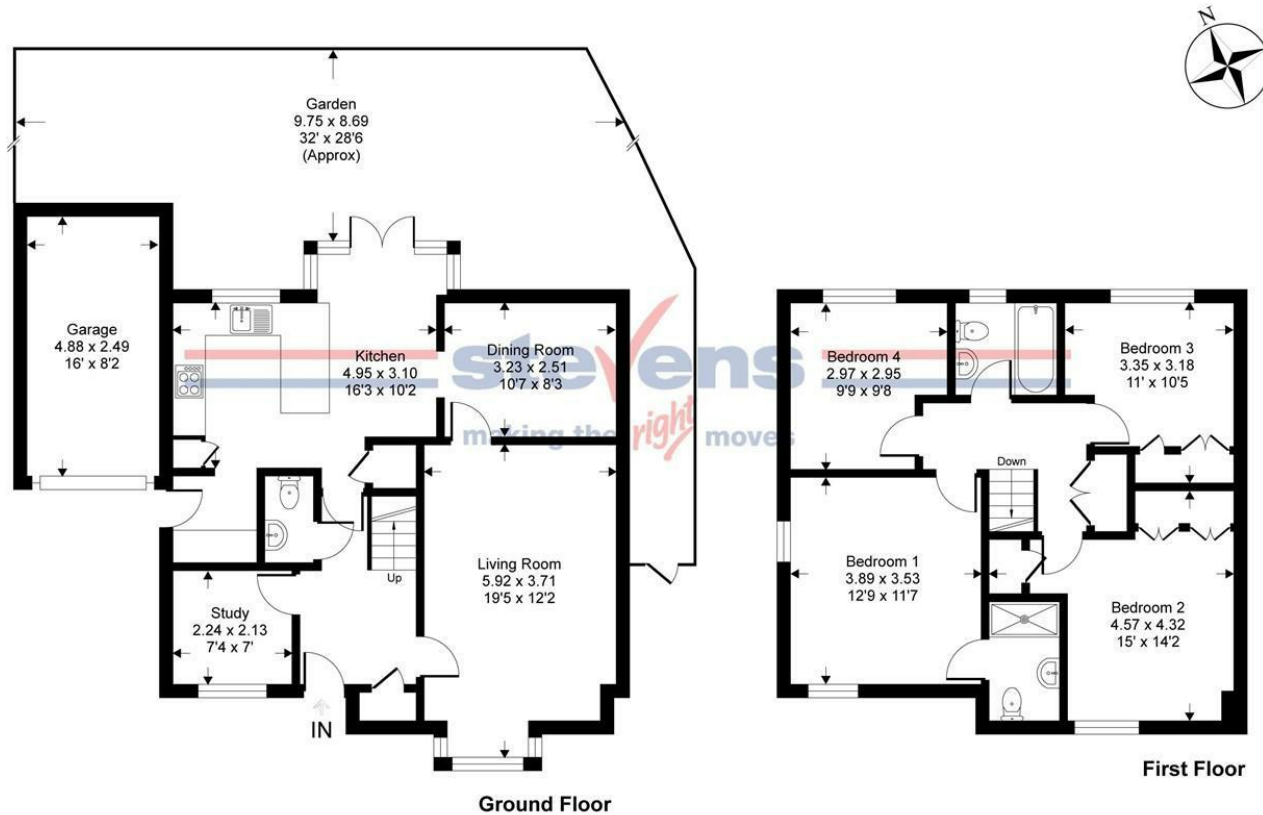 N
Garden
9.75 x 8.69
32' x 28'6
(Approx)
Garage
4.88 x 2.49
16' x 8'2
Kitchen
4.95 x 3.10
16'3 x 10'2
Dining Room
3.23 x 2.51
10'7 x 8'3
Living Room
5.92 x 3.71
19'5 x 12'2
Up
Study
2.24 x 2.13
7'4 x 7'
IN
Ground Floor
Bedroom 4
2.97 x 2.95
9'9 x 9'8
Bedroom 3
3.35 x 3.18
11' x 10'5
Down
Bedroom 1
3.89 x 3.53
12'9 x 11'7
Bedroom 2
4.57 x 4.32
15' x 14'2
First Floor
stevens
making the right moves